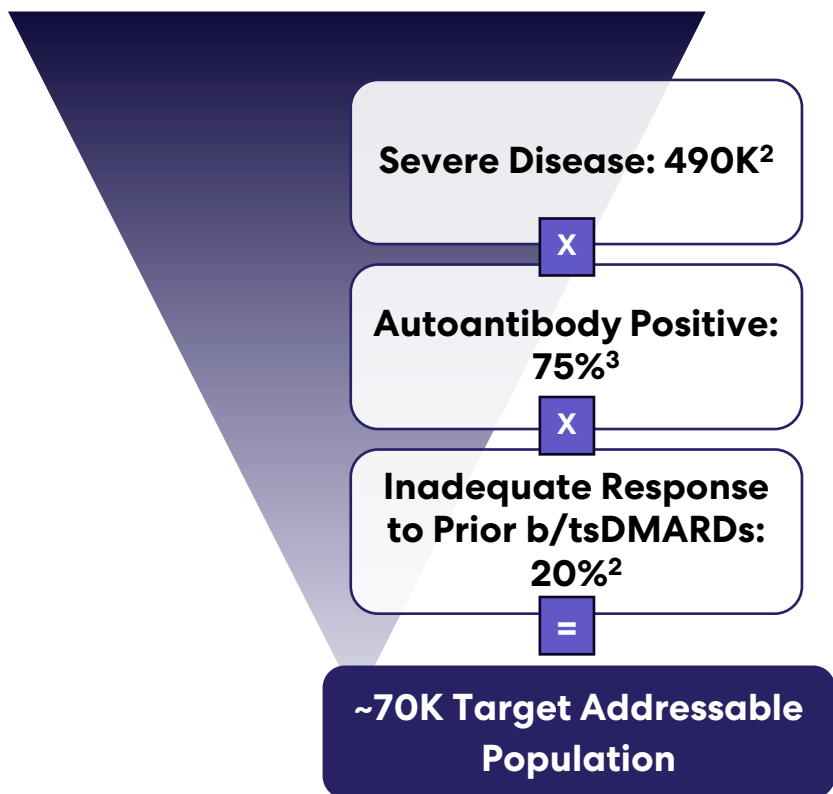 Severe Disease: 490K²
X
Autoantibody Positive:
75%³
X
Inadequate Response
to Prior b/tsDMARDs:
20%²
=
~70K Target Addressable
Population